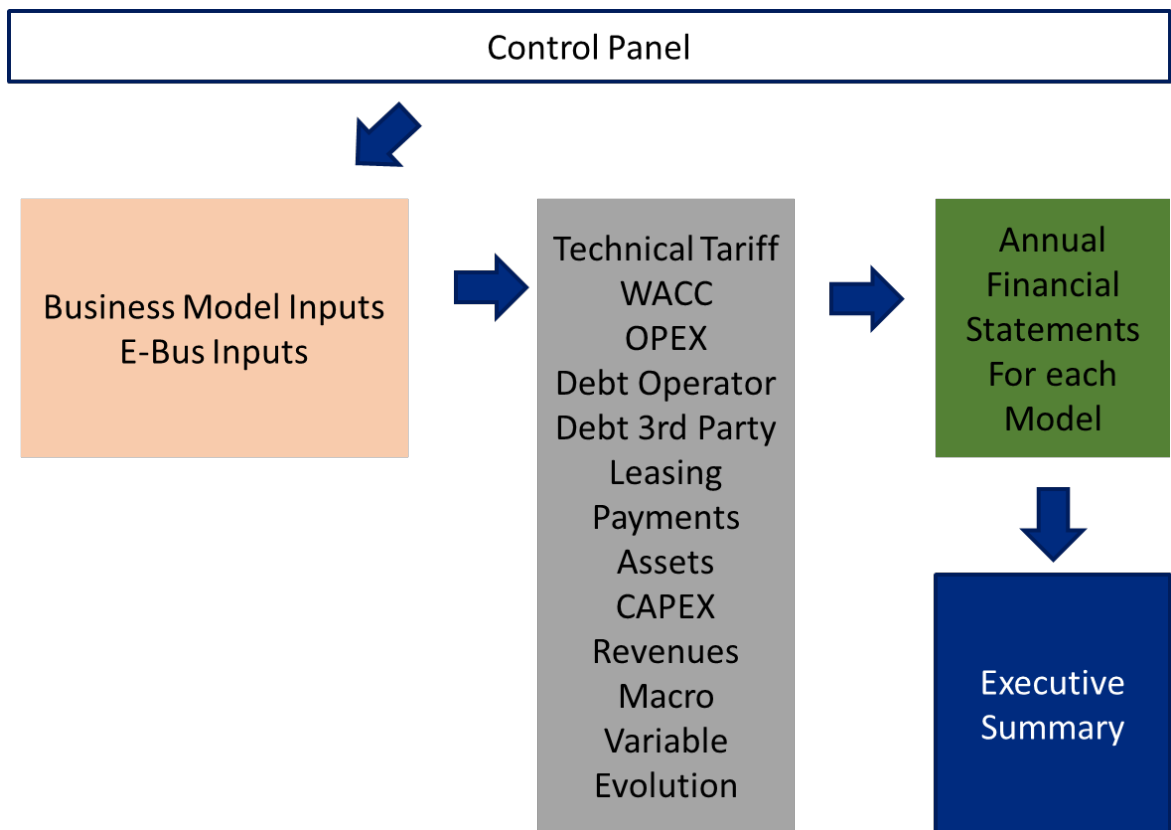 Control Panel
Business Model Inputs
E-Bus Inputs
Technical Tariff
WACC
OPEX
Debt Operator
Debt 3rd Party
Leasing
Payments
Assets
CAPEX
Revenues
Macro
Variable
Evolution
Annual
Financial
Statements
For each
Model
Executive
Summary